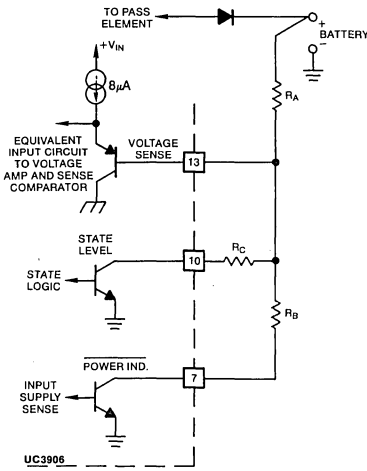 TO PASS
ELEMENT
+
BATTERY
-
+VIN
8μA
RA
EQUIVALENT
INPUT CIRCUIT
TO VOLTAGE
AMP AND SENSE
COMPARATOR
VOLTAGE
SENSE
13
STATE
LEVEL
10
RC
STATE
LOGIC
RB
POWER IND.
7
INPUT
SUPPLY
SENSE
UC3906